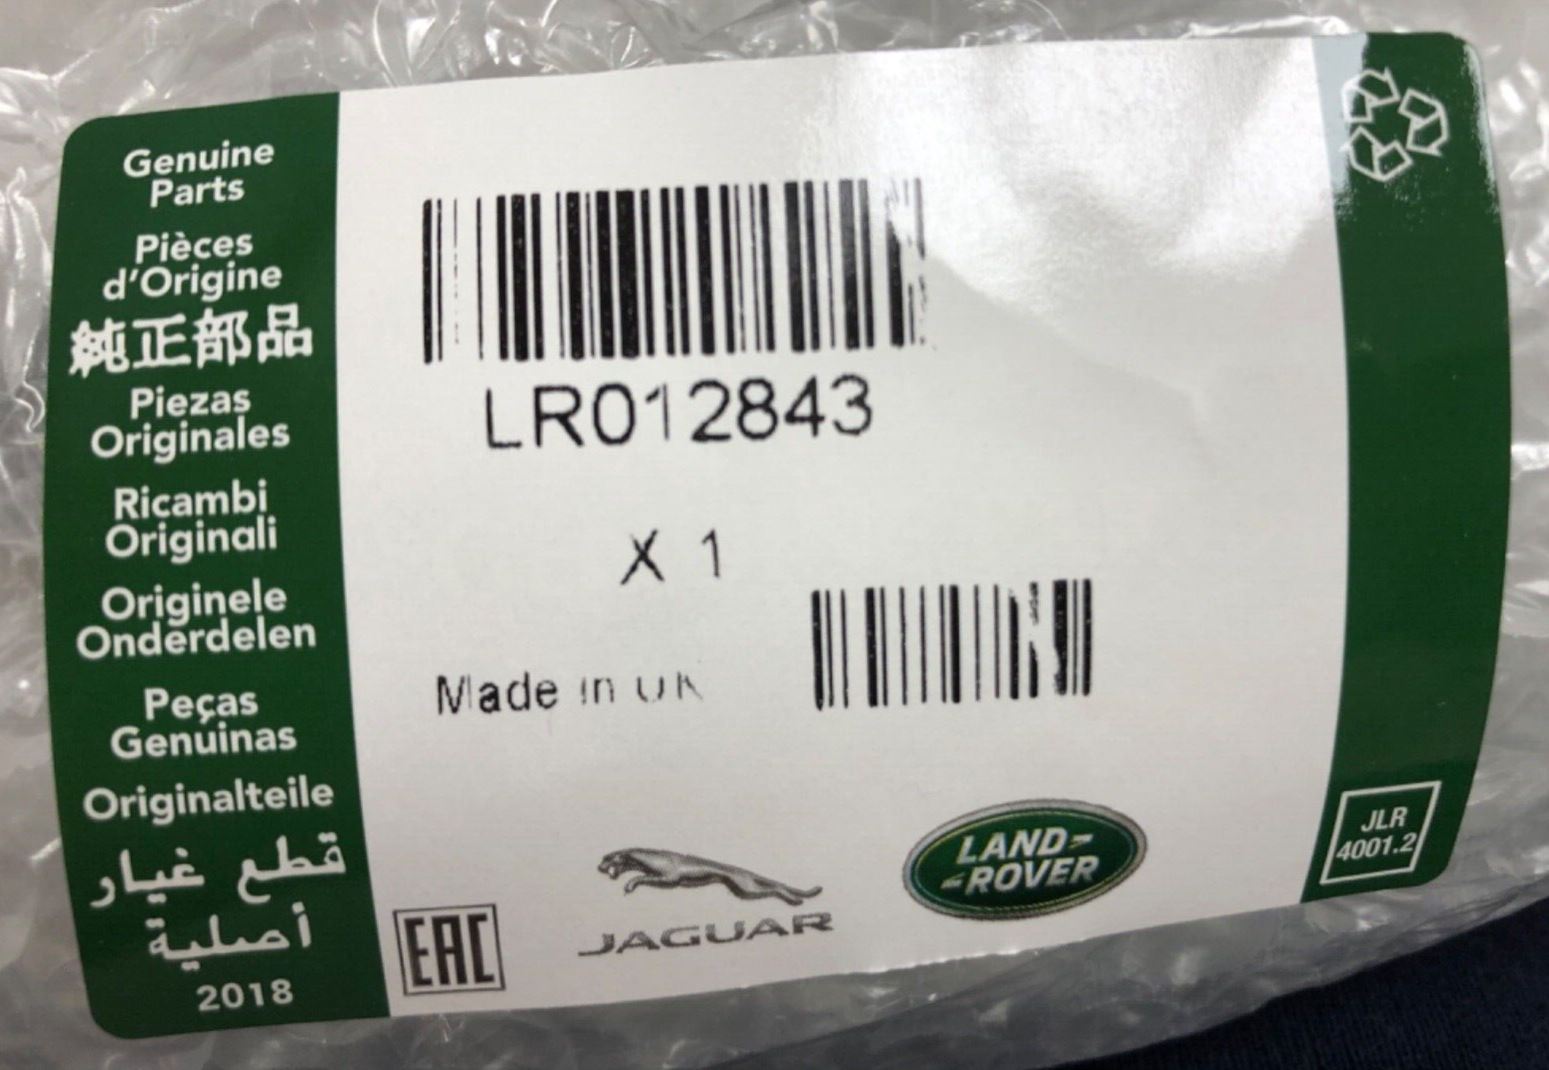 Genuine
Parts
Pièces
d'Origine
純正部品
Piezas
Originales
Ricambi
Originali
Originele
Onderdelen
Peças
Genuinas
Originalteile
قطع غيار
أصلية
2018
LR012843
X 1
Made in UK
EAC
JAGUAR
LAND-
-ROVER
JLR
4001.2